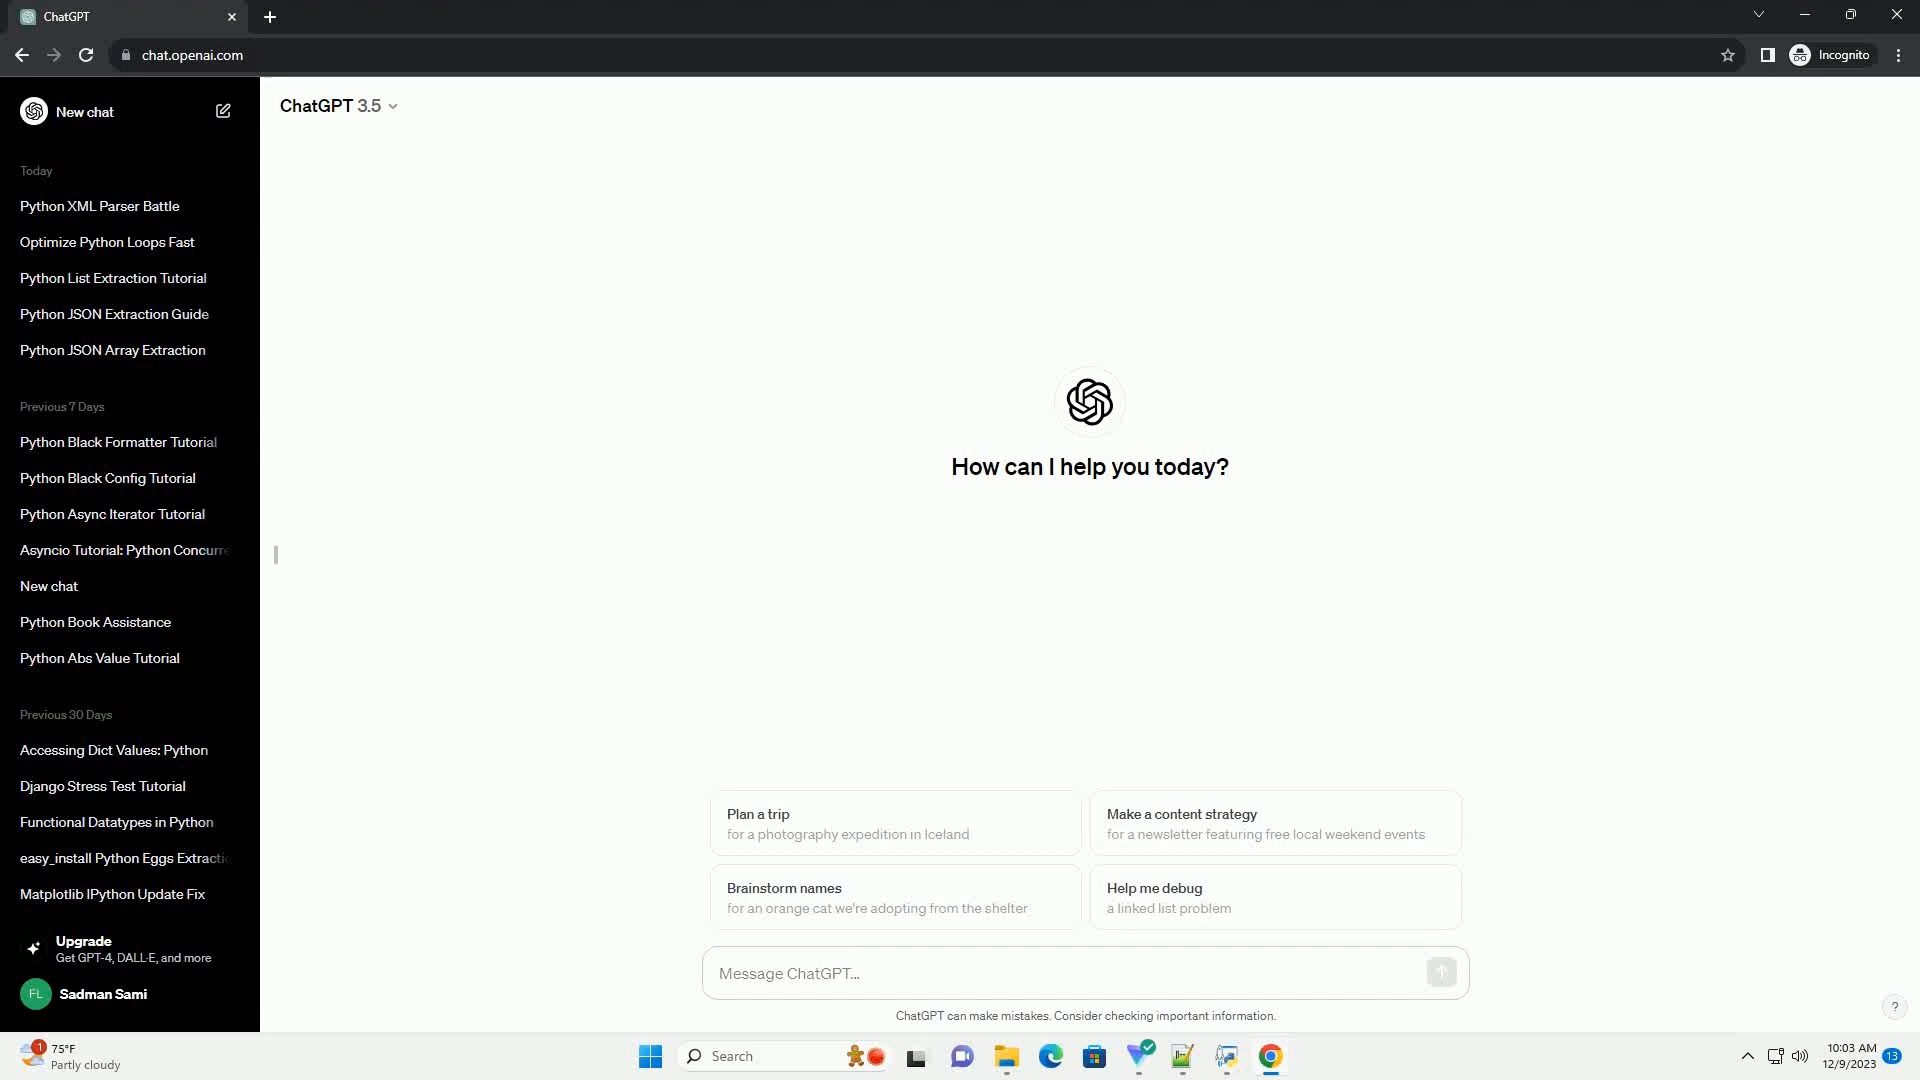 ChatGPT
chat.openai.com
Incognito
New chat
ChatGPT 3.5
Today
Python XML Parser Battle
Optimize Python Loops Fast
Python List Extraction Tutorial
Python JSON Extraction Guide
Python JSON Array Extraction
Previous 7 Days
Python Black Formatter Tutorial
Python Black Config Tutorial
Python Async Iterator Tutorial
Asyncio Tutorial: Python Concurre
New chat
Python Book Assistance
Python Abs Value Tutorial
Previous 30 Days
Accessing Dict Values: Python
Django Stress Test Tutorial
Functional Datatypes in Python
easy_install Python Eggs Extractio
Matplotlib IPython Update Fix
Upgrade
Get GPT-4, DALL·E, and more
FL
Sadman Sami
How can I help you today?
Plan a trip
for a photography expedition in Iceland
Make a content strategy
for a newsletter featuring free local weekend events
Brainstorm names
for an orange cat we're adopting from the shelter
Help me debug
a linked list problem
Message ChatGPT...
ChatGPT can make mistakes. Consider checking important information.
?
1
75°F
Partly cloudy
Search
10:03 AM
12/9/2023
13